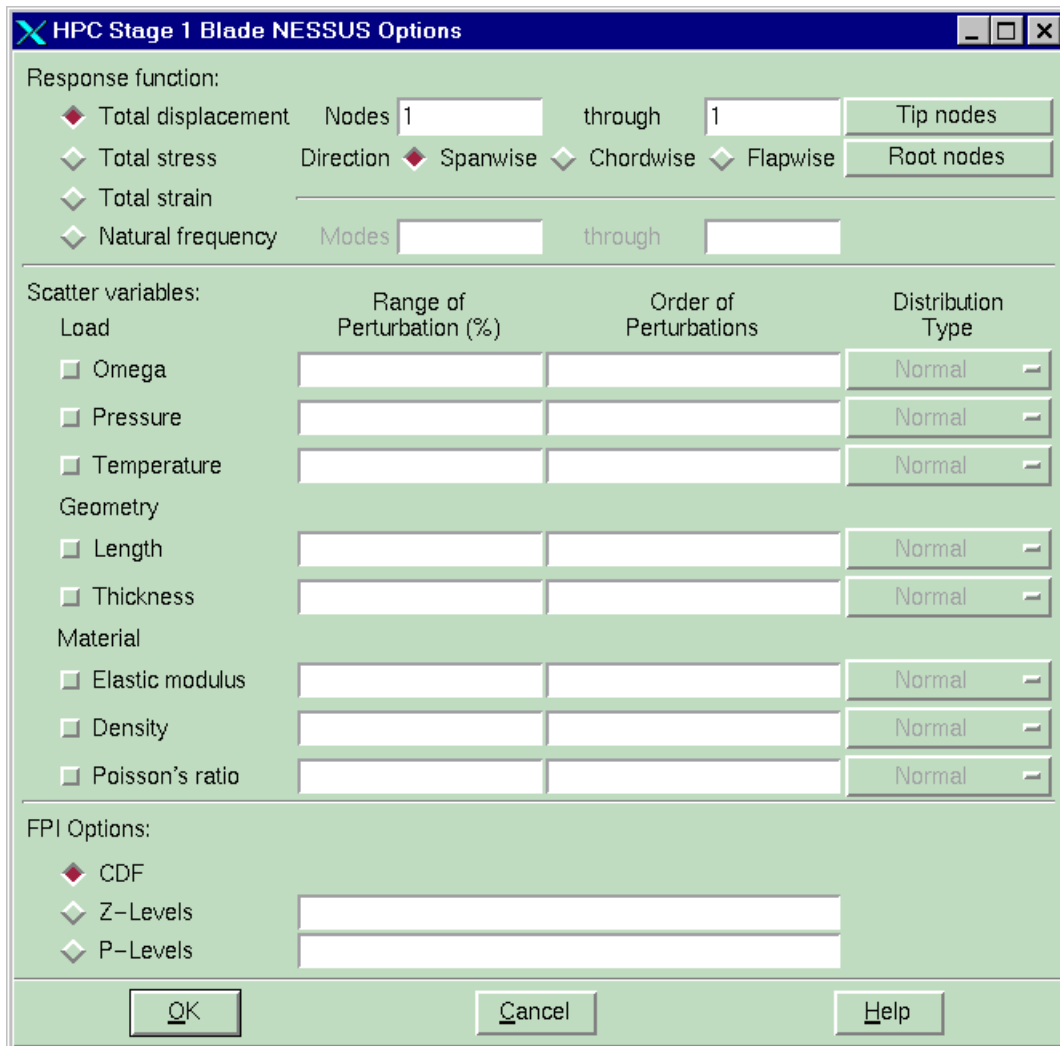 HPC Stage 1 Blade NESSUS Options
Response function:
Total displacement Nodes 1 through 1 Tip nodes
Total stress Direction Spanwise Chordwise Flapwise Root nodes
Total strain
Natural frequency Modes through
Scatter variables:
Range of Order of Distribution
Load Perturbation (%) Perturbations Type
Omega Normal
Pressure Normal
Temperature Normal
Geometry
Length Normal
Thickness Normal
Material
Elastic modulus Normal
Density Normal
Poisson's ratio Normal
FPI Options:
CDF
Z-Levels
P-Levels
OK Cancel Help